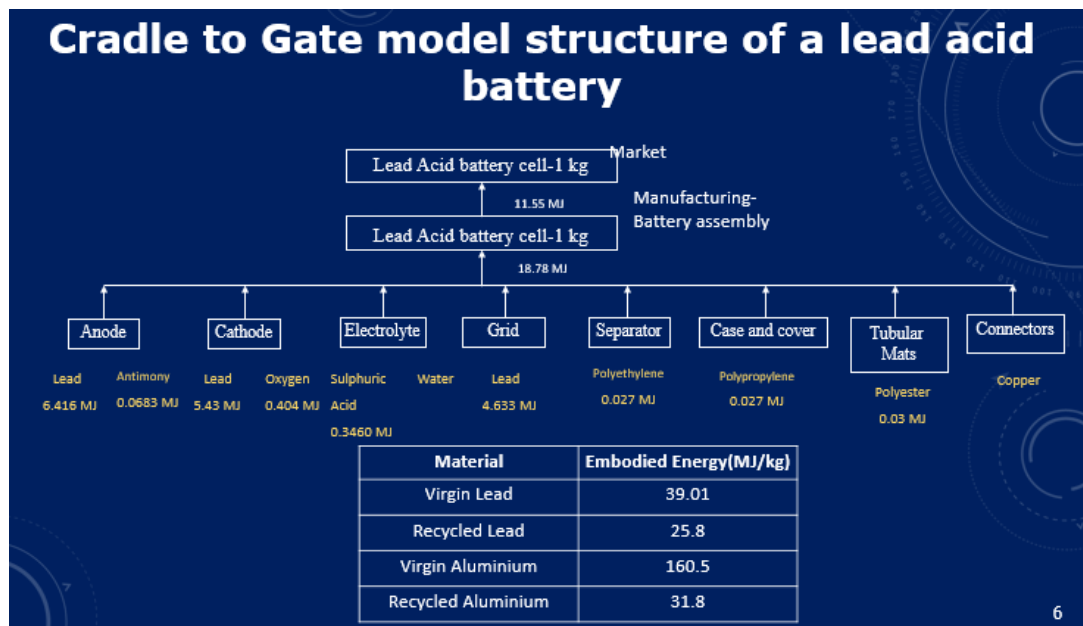 Cradle to Gate model structure of a lead acid
battery
Market
Lead Acid battery cell-1 kg
11.55 MJ
Manufacturing-
Battery assembly
Lead Acid battery cell-1 kg
18.78 MJ
Anode
Cathode
Electrolyte
Grid
Separator
Case and cover
Tubular
Mats
Connectors
Lead
6.416 MJ
Antimony
0.0683 MJ
Lead
5.43 MJ
Oxygen
0.404 MJ
Sulphuric
Acid
0.3460 MJ
Water
Lead
4.633 MJ
Polyethylene
0.027 MJ
Polypropylene
0.027 MJ
Polyester
0.03 MJ
Copper
Material Embodied Energy(MJ/kg)
Virgin Lead 39.01
Recycled Lead 25.8
Virgin Aluminium 160.5
Recycled Aluminium 31.8
6